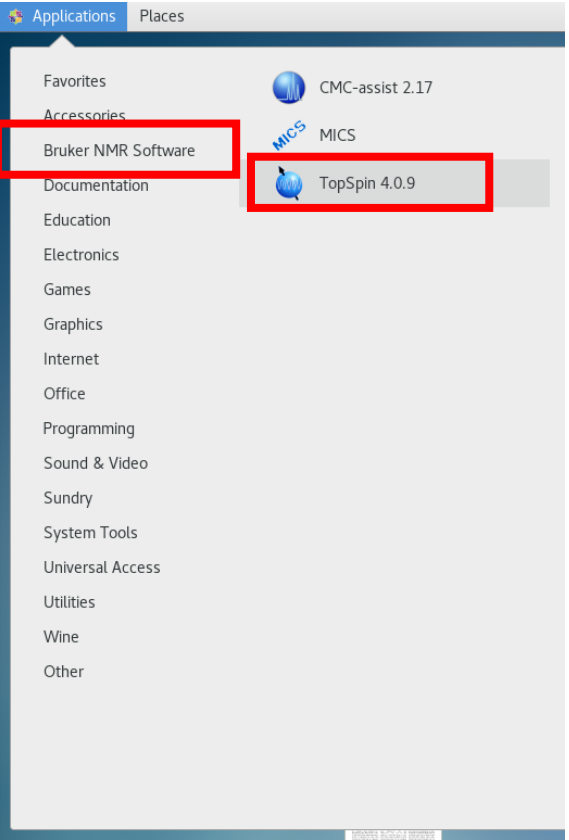 Applications Places
Favorites
Accessories
Bruker NMR Software
Documentation
Education
Electronics
Games
Graphics
Internet
Office
Programming
Sound & Video
Sundry
System Tools
Universal Access
Utilities
Wine
Other
CMC-assist 2.17
MICS MICS
TopSpin 4.0.9